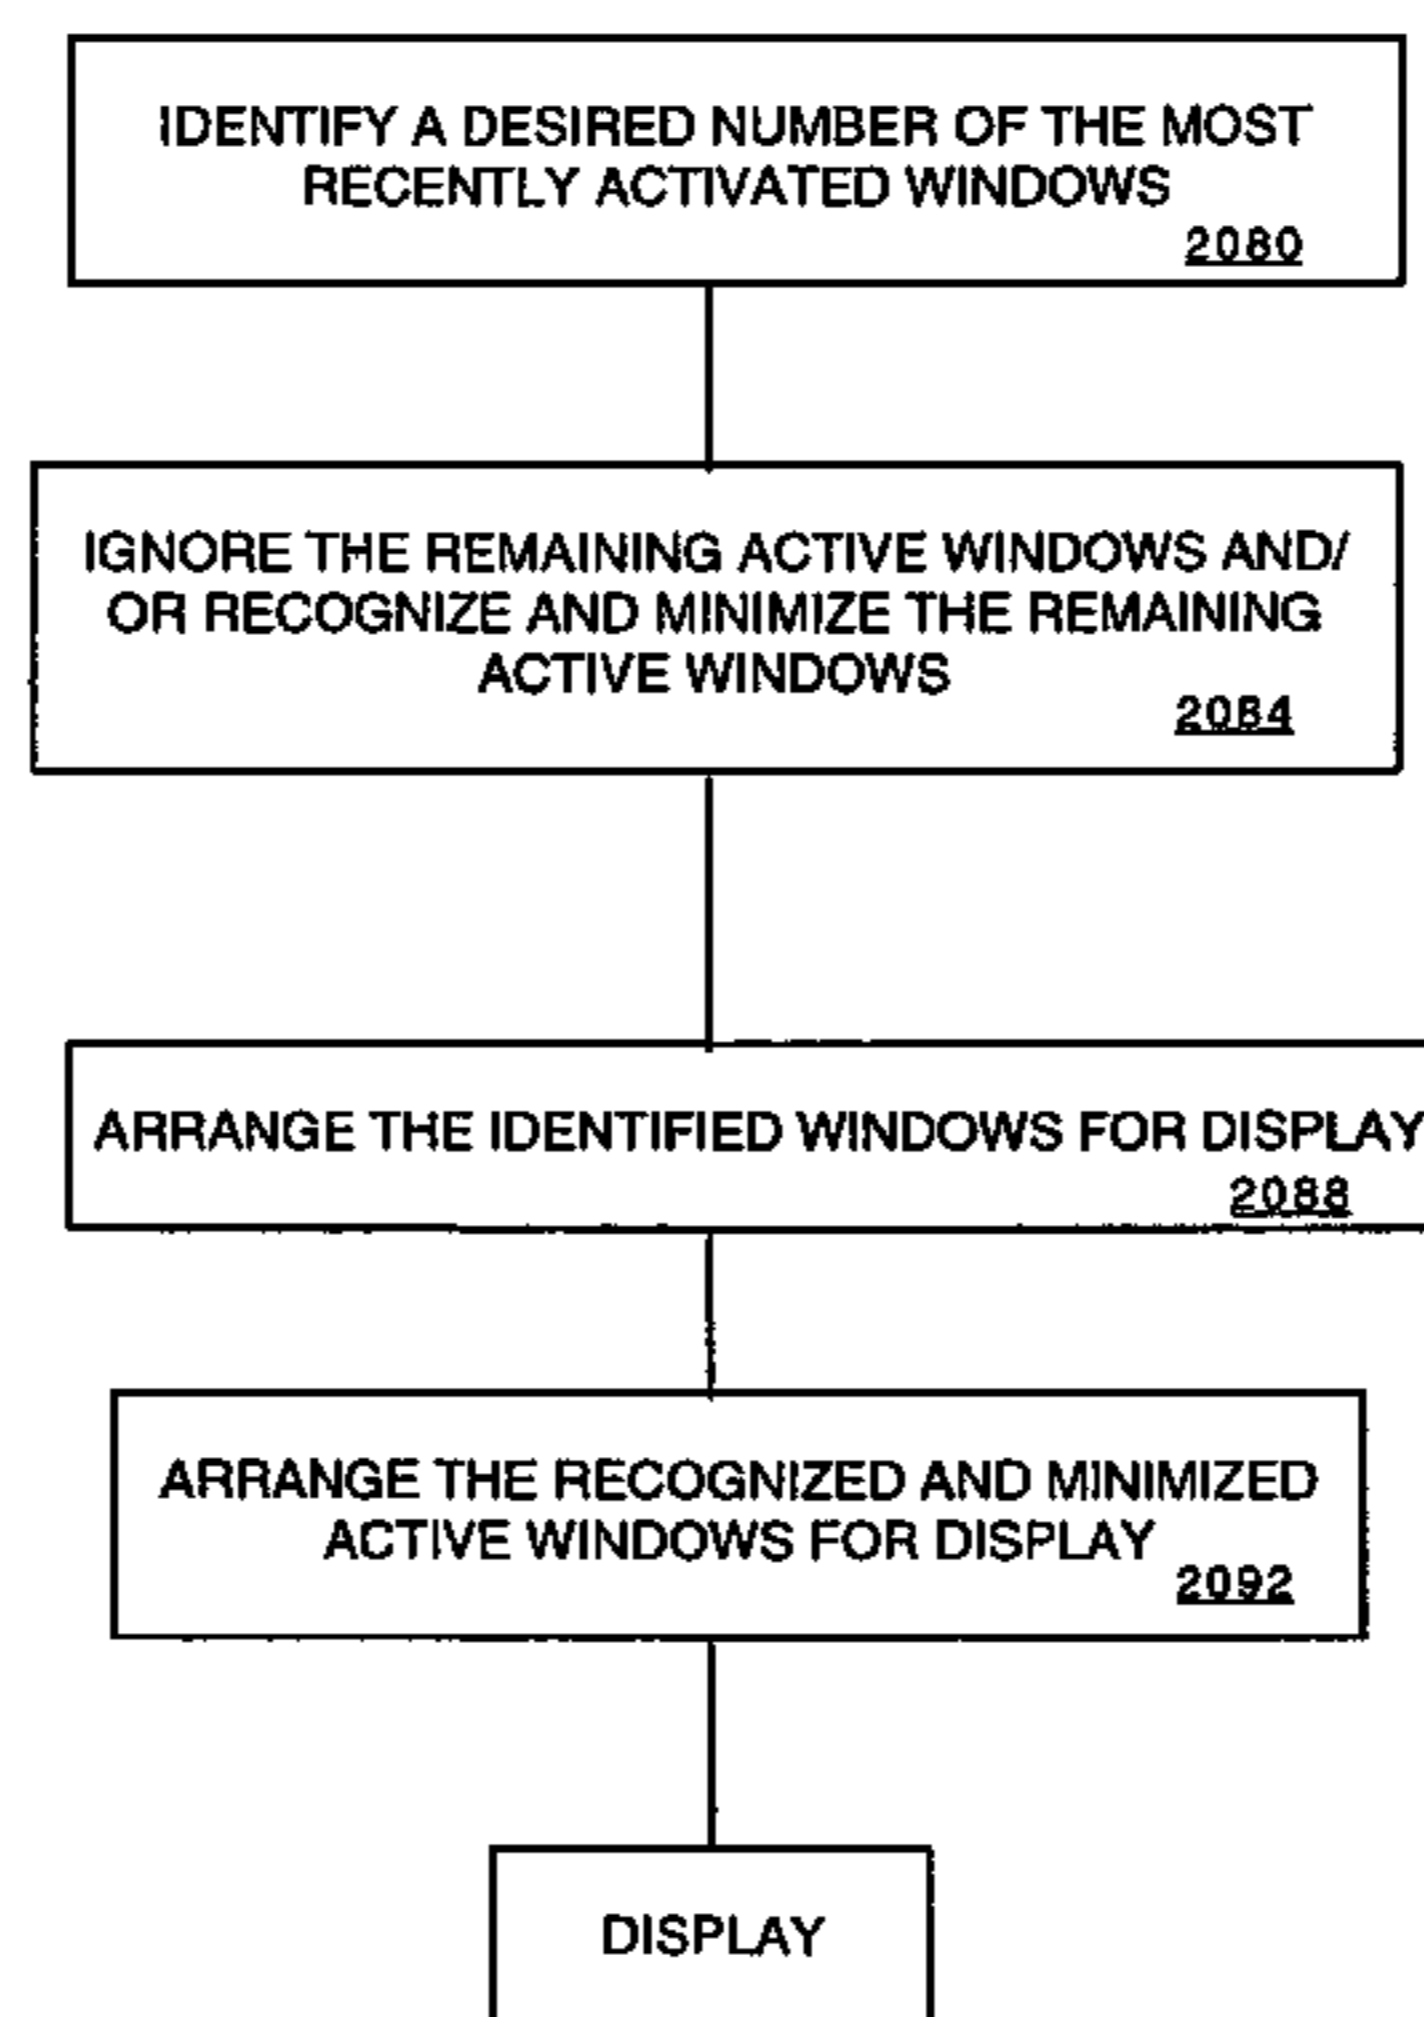 IDENTIFY A DESIRED NUMBER OF THE MOST
RECENTLY ACTIVATED WINDOWS
2080
IGNORE THE REMAINING ACTIVE WINDOWS AND/
OR RECOGNIZE AND MINIMIZE THE REMAINING
ACTIVE WINDOWS
2084
ARRANGE THE IDENTIFIED WINDOWS FOR DISPLAY
2088
ARRANGE THE RECOGNIZED AND MINIMIZED
ACTIVE WINDOWS FOR DISPLAY
2092
DISPLAY